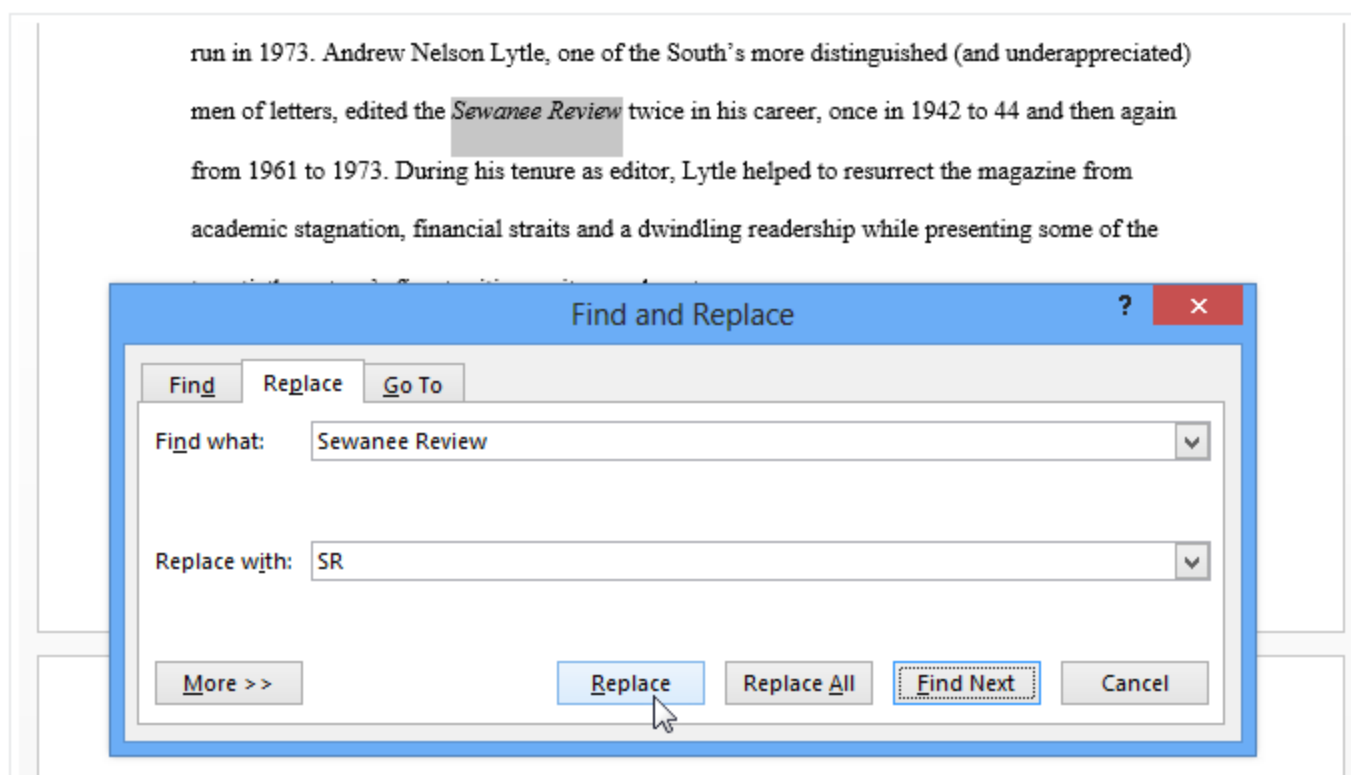 run in 1973. Andrew Nelson Lytle, one of the South's more distinguished (and underappreciated)
men of letters, edited the Sewanee Review twice in his career, once in 1942 to 44 and then again
from 1961 to 1973. During his tenure as editor, Lytle helped to resurrect the magazine from
academic stagnation, financial straits and a dwindling readership while presenting some of the
Find and Replace ? ×
Find Replace Go To
Find what: Sewanee Review
Replace with: SR
More >> Replace Replace All Find Next Cancel